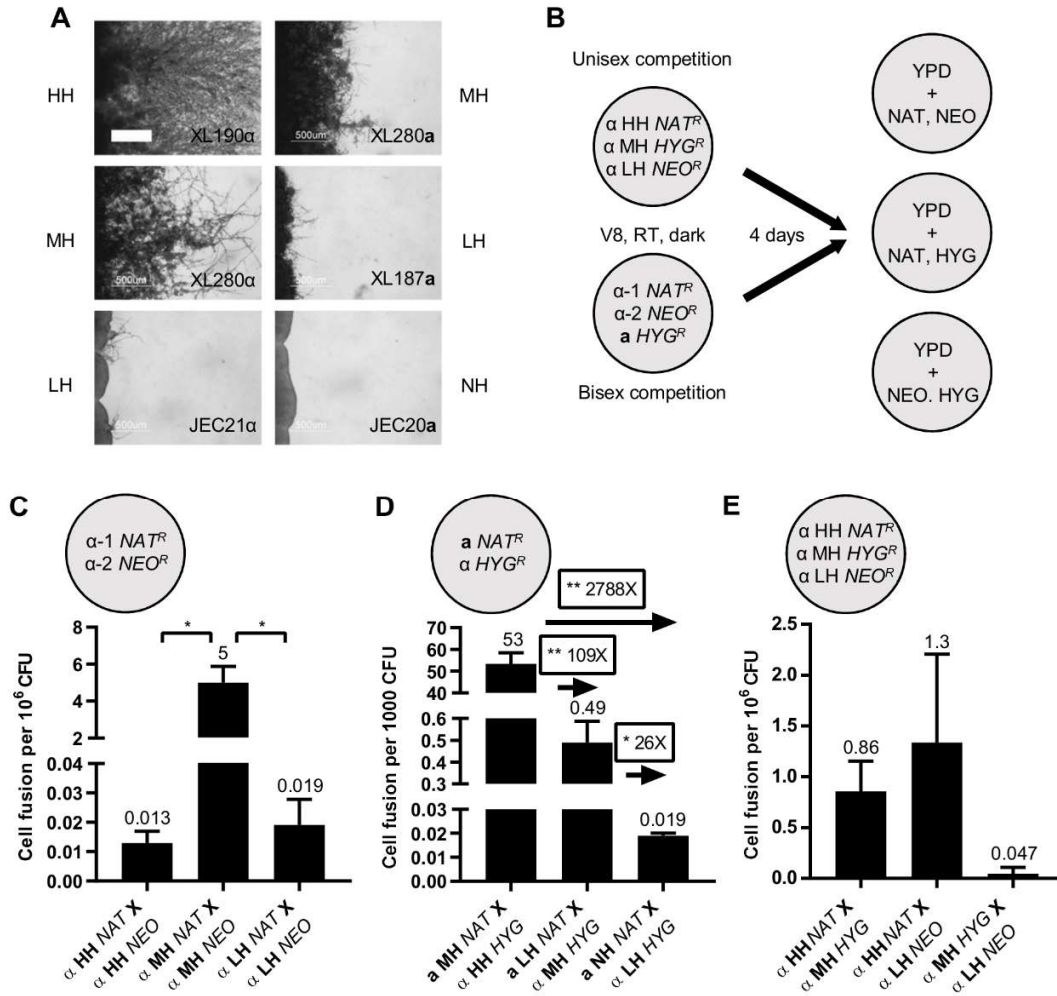 A
HH
XL190α
500um
XL280a
MH
MH
500um
XL280α
500um
XL187a
LH
LH
500um
JEC21α
500um
JEC20a
NH
B
Unisex competition
α HH NATᴿ
α MH HYGᴿ
α LH NEOᴿ
V8, RT, dark
4 days
α-1 NATᴿ
α-2 NEOᴿ
a HYGᴿ
Bisex competition
YPD
+
NAT, NEO
YPD
+
NAT, HYG
YPD
+
NEO. HYG
C
α-1 NATᴿ
α-2 NEOᴿ
Cell fusion per 10⁶ CFU
8
6
4
2
0.04
0.03
0.02
0.01
0.00
0.013
*
5
*
0.019
α HH NAT X
α HH NEO
α MH NAT X
α MH NEO
α LH NAT X
α LH NEO
D
a NATᴿ
α HYGᴿ
** 2788X
** 109X
* 26X
Cell fusion per 1000 CFU
70
60
50
40
0.6
0.5
0.4
0.3
0.03
0.02
0.01
0.00
53
0.49
0.019
a MH NAT X
α HH HYG
a LH NAT X
α MH HYG
a NH NAT X
α LH HYG
E
α HH NATᴿ
α MH HYGᴿ
α LH NEOᴿ
Cell fusion per 10⁶ CFU
2.5
2.0
1.5
1.0
0.5
0.0
0.86
1.3
0.047
α HH NAT X
α MH HYG
α HH NAT X
α LH NEO
α MH HYG X
α LH NEO